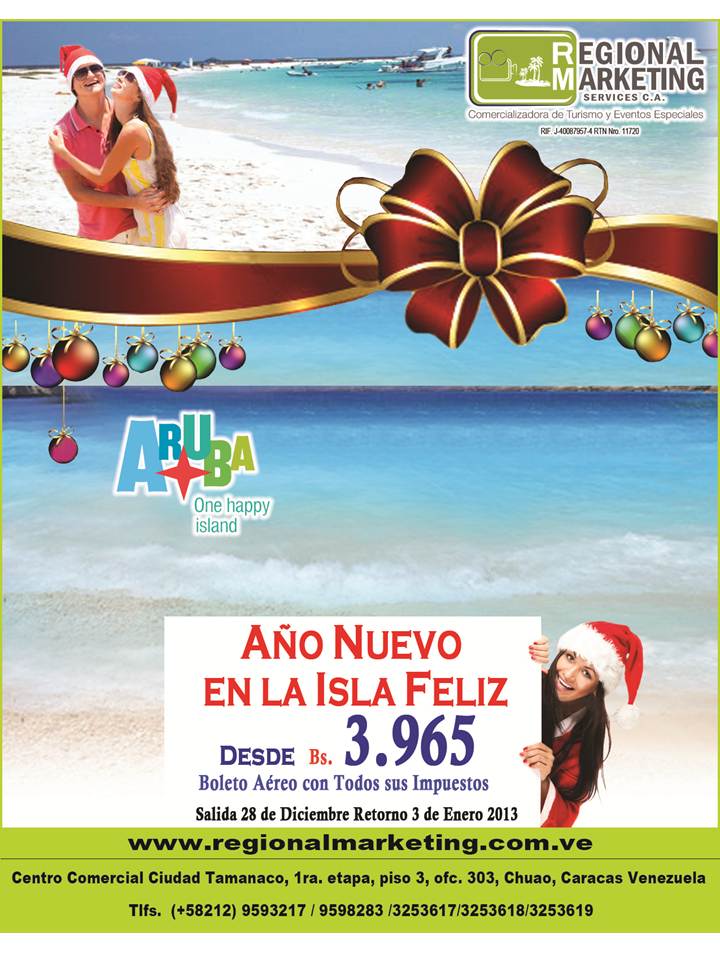 REGIONAL
MARKETING
SERVICES C.A.
Comercializadora de Turismo y Eventos Especiales
RIF. J-40087957-4 RTN Nro. 11720
ARUBA
One happy
island
AÑO NUEVO
EN LA ISLA FELIZ
DESDE Bs. 3.965
Boleto Aéreo con Todos sus Impuestos
Salida 28 de Diciembre Retorno 3 de Enero 2013
www.regionalmarketing.com.ve
Centro Comercial Ciudad Tamanaco, 1ra. etapa, piso 3, ofc. 303, Chuao, Caracas Venezuela
Tlfs. (+58212) 9593217 / 9598283 /3253617/3253618/3253619